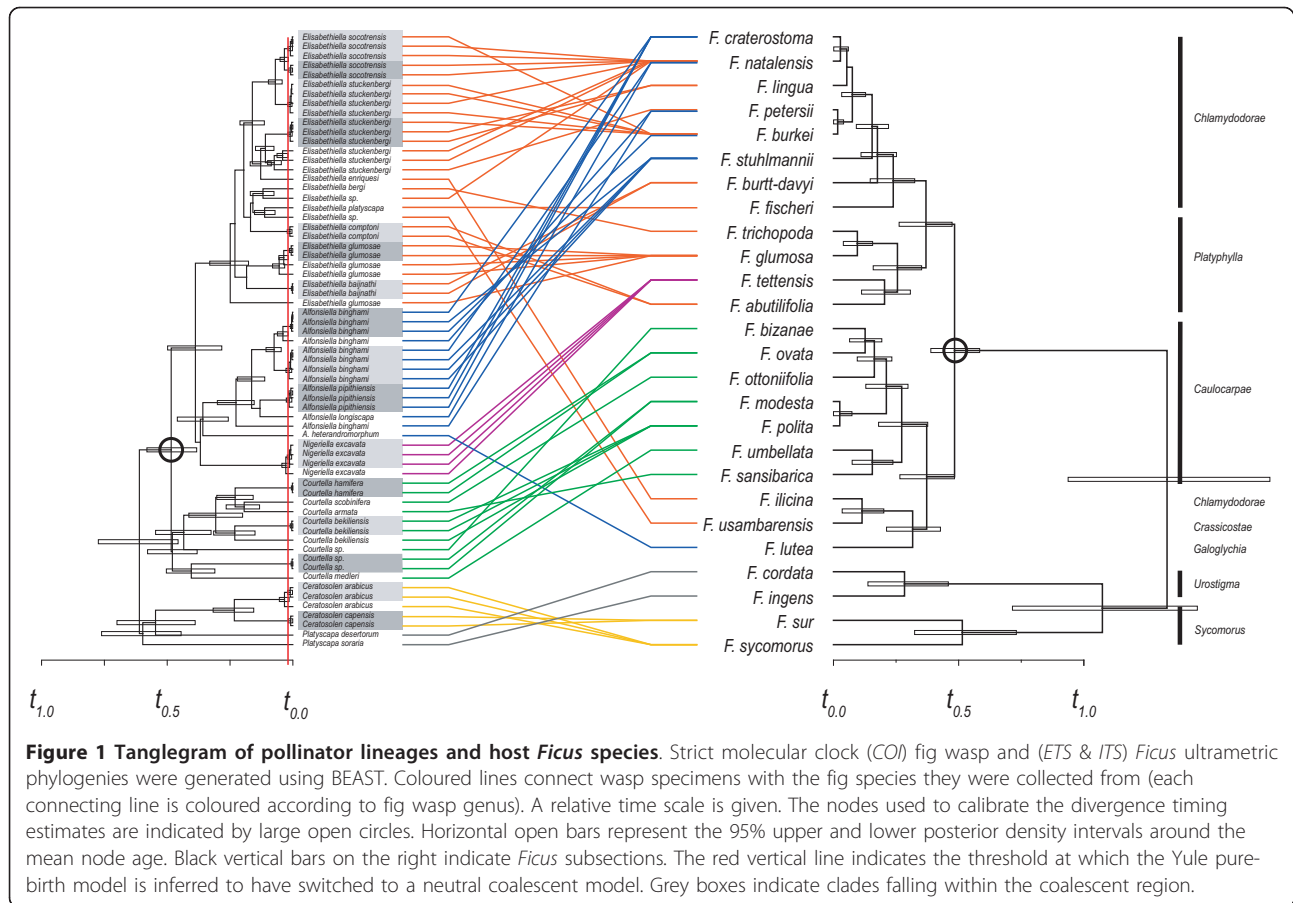 Elisabethiella socotrensis
Elisabethiella socotrensis
Elisabethiella socotrensis
Elisabethiella socotrensis
Elisabethiella socotrensis
Elisabethiella stuckenbergi
Elisabethiella stuckenbergi
Elisabethiella stuckenbergi
Elisabethiella stuckenbergi
Elisabethiella stuckenbergi
Elisabethiella stuckenbergi
Elisabethiella stuckenbergi
Elisabethiella stuckenbergi
Elisabethiella stuckenbergi
Elisabethiella stuckenbergi
Elisabethiella enriquesi
Elisabethiella bergi
Elisabethiella sp.
Elisabethiella platyscapa
Elisabethiella sp.
Elisabethiella comptoni
Elisabethiella comptoni
Elisabethiella glumosae
Elisabethiella glumosae
Elisabethiella glumosae
Elisabethiella glumosae
Elisabethiella baijnathi
Elisabethiella baijnathi
Elisabethiella glumosae
Alfonsiella binghami
Alfonsiella binghami
Alfonsiella binghami
Alfonsiella binghami
Alfonsiella binghami
Alfonsiella binghami
Alfonsiella binghami
Alfonsiella binghami
Alfonsiella pipithiensis
Alfonsiella pipithiensis
Alfonsiella pipithiensis
Alfonsiella longiscapa
Alfonsiella binghami
A. heterandromorphum
Nigeriella excavata
Nigeriella excavata
Nigeriella excavata
Nigeriella excavata
Courtella hamifera
Courtella hamifera
Courtella scobinifera
Courtella armata
Courtella bekiliensis
Courtella bekiliensis
Courtella bekiliensis
Courtella sp.
Courtella sp.
Courtella sp.
Courtella medleri
Ceratosolen arabicus
Ceratosolen arabicus
Ceratosolen arabicus
Ceratosolen capensis
Ceratosolen capensis
Platyscapa desertorum
Platyscapa soraria
t1.0
t0.5
t0.0
F. craterostoma
F. natalensis
F. lingua
F. petersii
F. burkei
F. stuhlmannii
F. burtt-davyi
F. fischeri
F. trichopoda
F. glumosa
F. tettensis
F. abutilifolia
F. bizanae
F. ovata
F. ottoniifolia
F. modesta
F. polita
F. umbellata
F. sansibarica
F. ilicina
F. usambarensis
F. lutea
F. cordata
F. ingens
F. sur
F. sycomorus
t0.0
t0.5
t1.0
Chlamydodorae
Platyphylla
Caulocarpae
Chlamydodorae
Crassicostae
Galoglychia
Urostigma
Sycomorus
Figure 1 Tanglegram of pollinator lineages and host Ficus species. Strict molecular clock (COI) fig wasp and (ETS & ITS) Ficus ultrametric
phylogenies were generated using BEAST. Coloured lines connect wasp specimens with the fig species they were collected from (each
connecting line is coloured according to fig wasp genus). A relative time scale is given. The nodes used to calibrate the divergence timing
estimates are indicated by large open circles. Horizontal open bars represent the 95% upper and lower posterior density intervals around the
mean node age. Black vertical bars on the right indicate Ficus subsections. The red vertical line indicates the threshold at which the Yule pure-
birth model is inferred to have switched to a neutral coalescent model. Grey boxes indicate clades falling within the coalescent region.